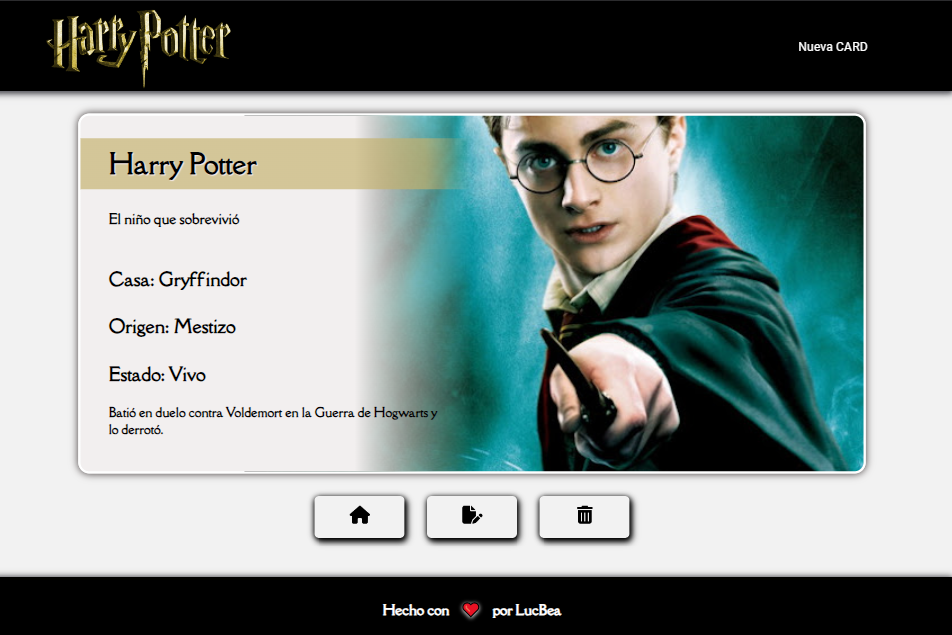 Harry Potter
Nueva CARD
Harry Potter
El niño que sobrevivió
Casa: Gryffindor
Origen: Mestizo
Estado: Vivo
Batió en duelo contra Voldemort en la Guerra de Hogwarts y
lo derrotó.
Hecho con por LucBea